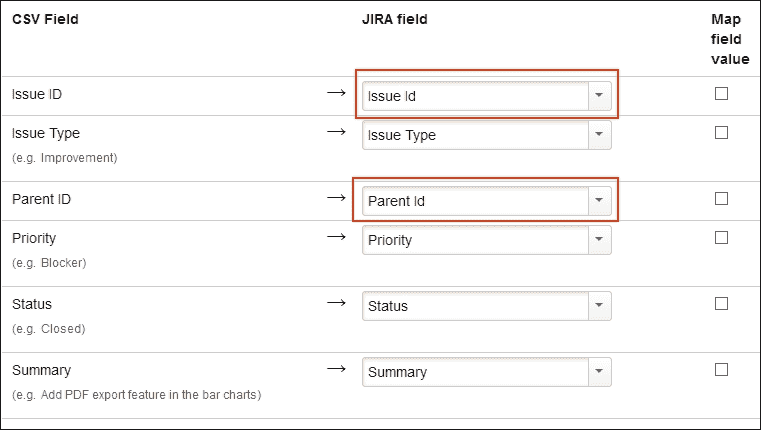 CSV Field JIRA field Map
field
value
Issue ID → Issue Id
Issue Type → Issue Type
(e.g. Improvement)
Parent ID → Parent Id
Priority → Priority
(e.g. Blocker)
Status → Status
(e.g. Closed)
Summary → Summary
(e.g. Add PDF export feature in the bar charts)